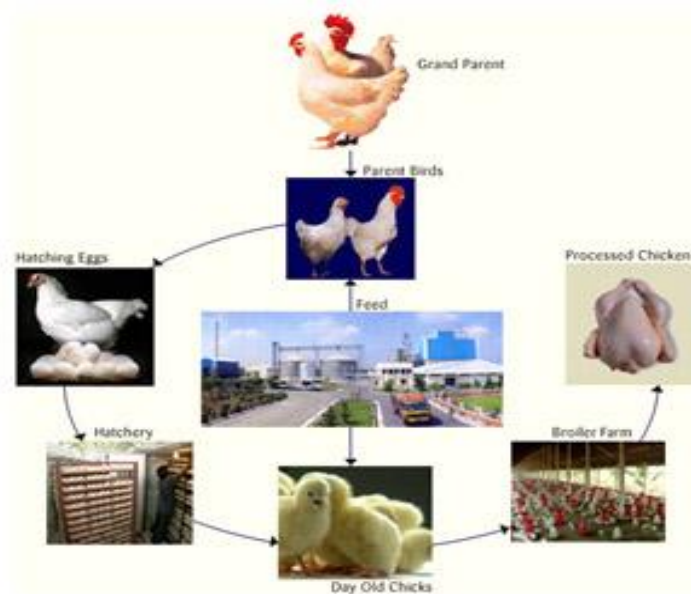 Grand Parent
Parent Birds
Hatching Eggs
Processed Chicken
Feed
Hatchery
Broiler Farm
Day Old Chicks